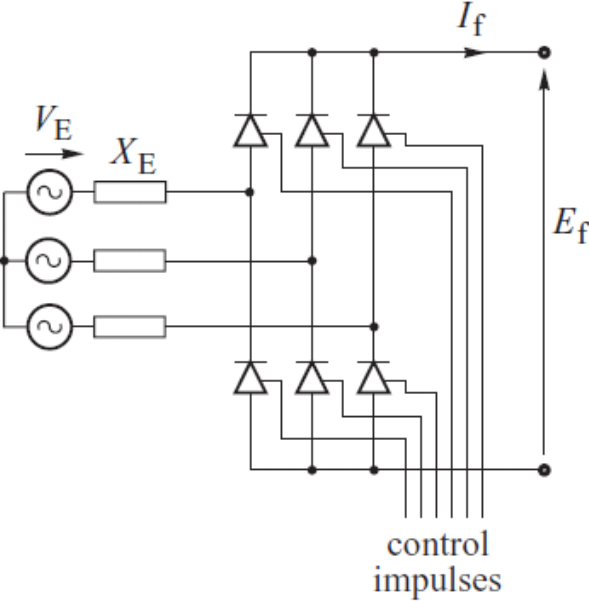 I_f
V_E
X_E
E_f
control
impulses